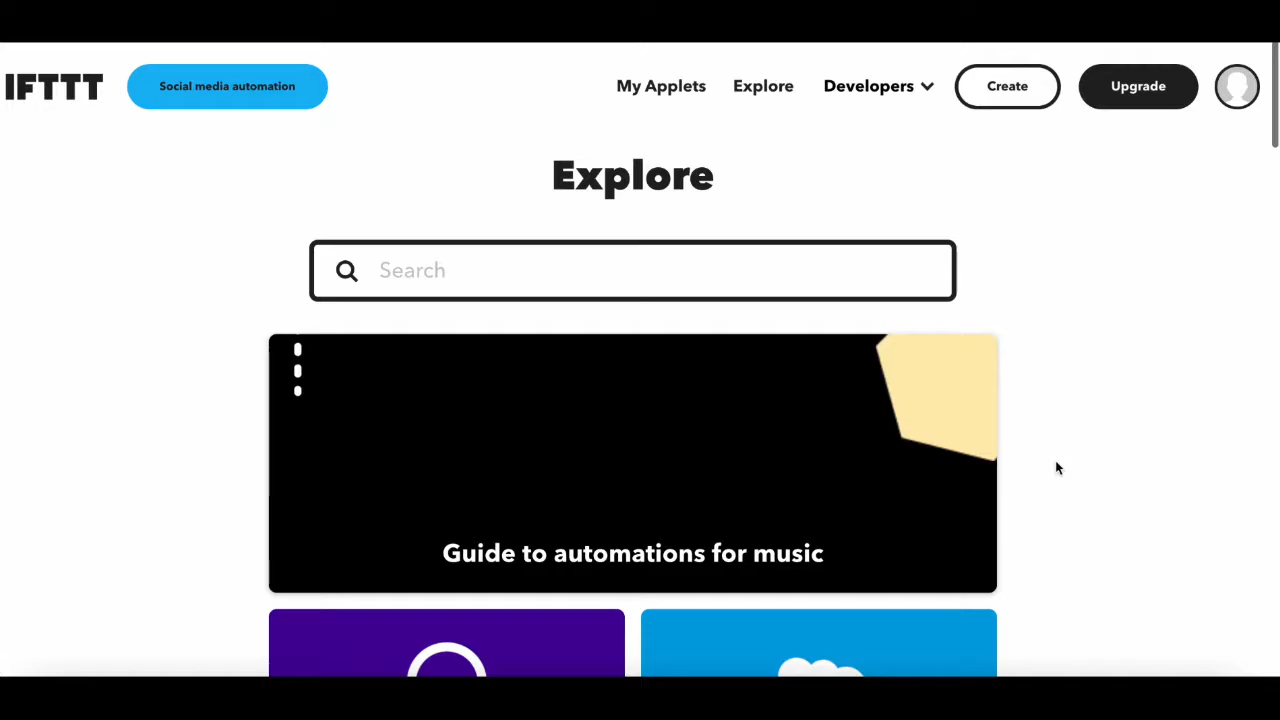 IFTTT
Social media automation
My Applets
Explore
Developers
Create
Upgrade
Explore
Search
Guide to automations for music